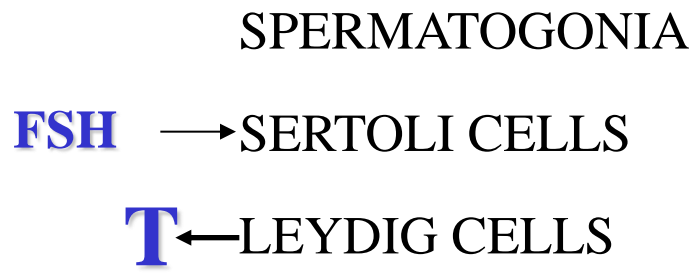 SPERMATOGONIA
FSH SERTOLI CELLS
T LEYDIG CELLS